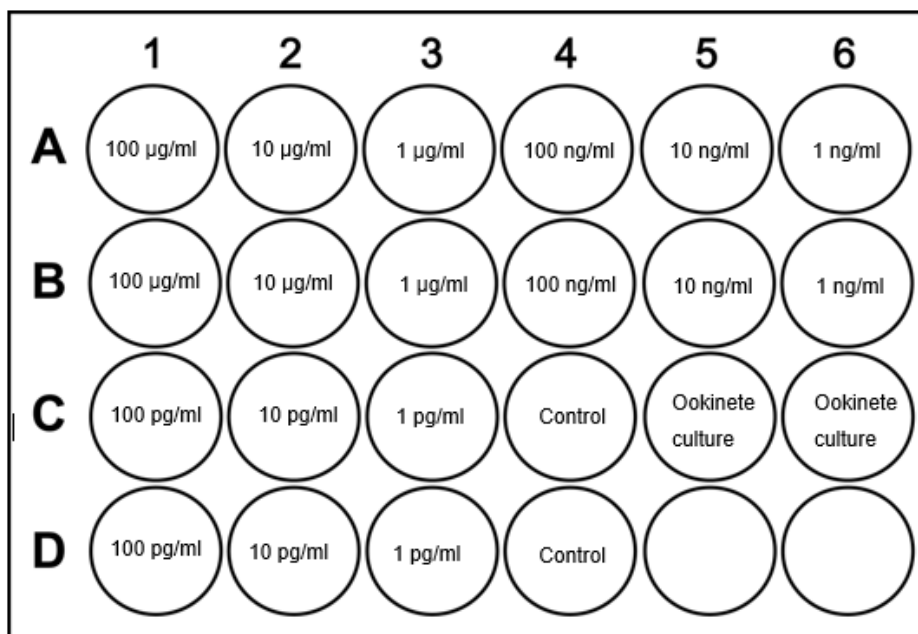 1 2 3 4 5 6
A 100 µg/ml 10 µg/ml 1 µg/ml 100 ng/ml 10 ng/ml 1 ng/ml
B 100 µg/ml 10 µg/ml 1 µg/ml 100 ng/ml 10 ng/ml 1 ng/ml
C 100 pg/ml 10 pg/ml 1 pg/ml Control Ookinete culture Ookinete culture
D 100 pg/ml 10 pg/ml 1 pg/ml Control